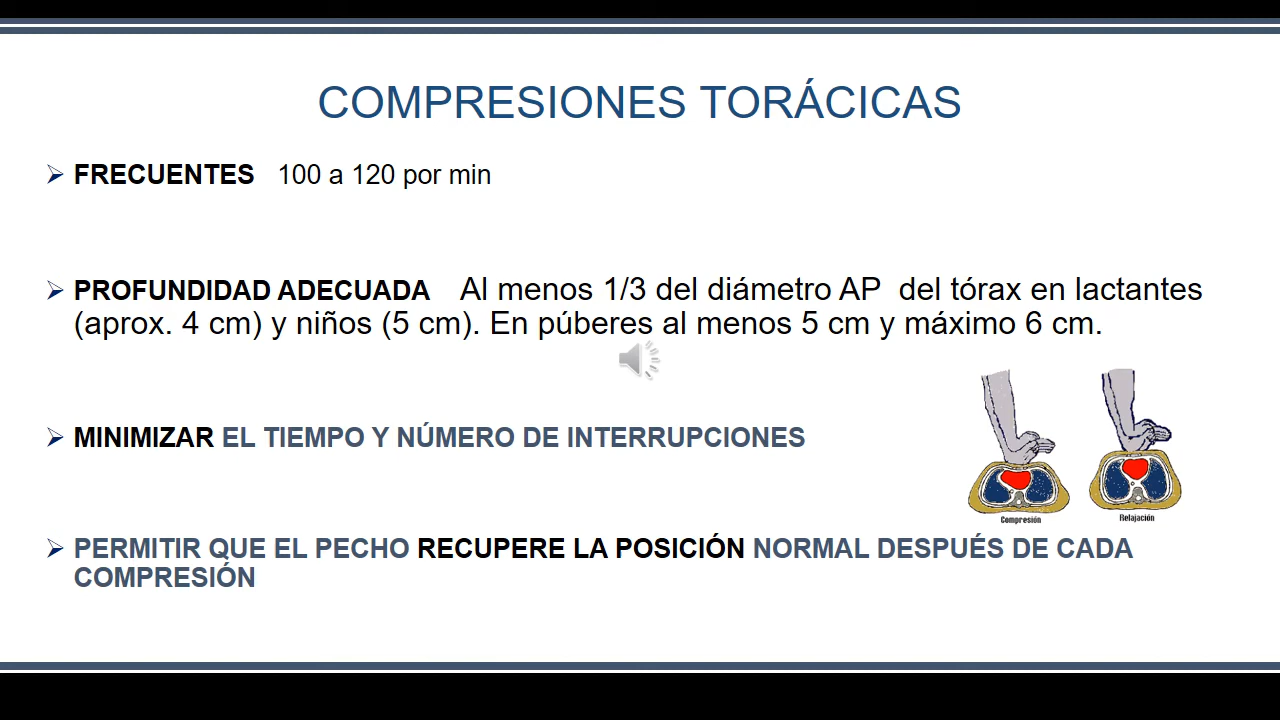 COMPRESIONES TORÁCICAS
FRECUENTES 100 a 120 por min
PROFUNDIDAD ADECUADA Al menos 1/3 del diámetro AP del tórax en lactantes
(aprox. 4 cm) y niños (5 cm). En púberes al menos 5 cm y máximo 6 cm.
MINIMIZAR EL TIEMPO Y NÚMERO DE INTERRUPCIONES
Compresión
Relajación
PERMITIR QUE EL PECHO RECUPERE LA POSICIÓN NORMAL DESPUÉS DE CADA
COMPRESIÓN